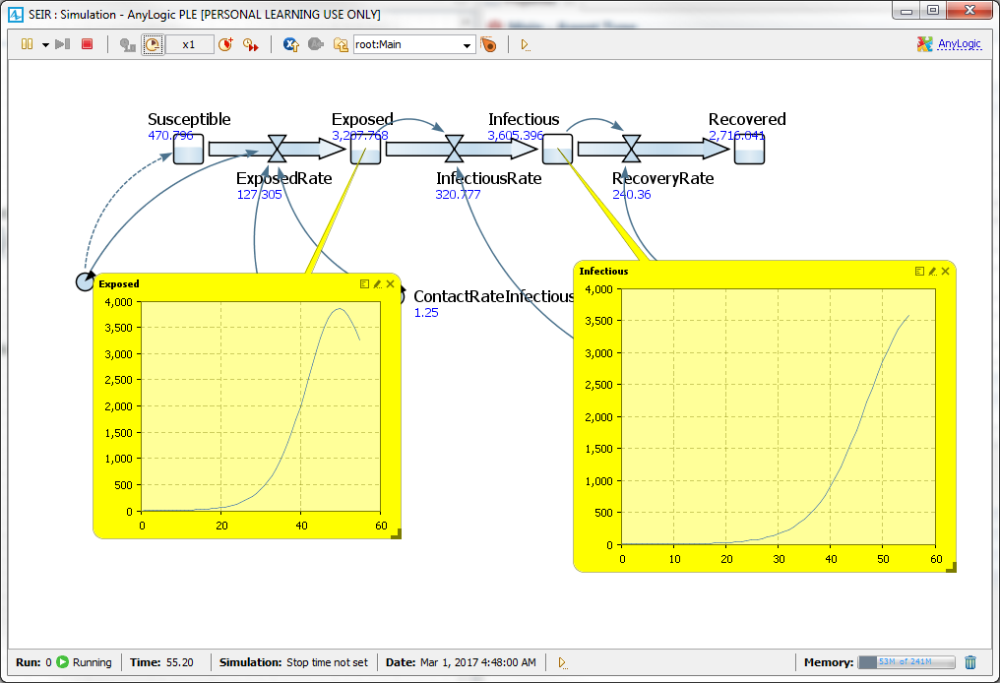 SEIR : Simulation - AnyLogic PLE [PERSONAL LEARNING USE ONLY]
x1
root:Main
AnyLogic
Susceptible
470.796
Exposed
3,207.768
Infectious
3,605.396
Recovered
2,716.041
ExposedRate
127.305
InfectiousRate
320.777
RecoveryRate
240.36
ContactRateInfectious
1.25
Exposed
4,000
3,500
3,000
2,500
2,000
1,500
1,000
500
0
0 20 40 60
Infectious
4,000
3,500
3,000
2,500
2,000
1,500
1,000
500
0
0 10 20 30 40 50 60
Run: 0 Running Time: 55.20 Simulation: Stop time not set Date: Mar 1, 2017 4:48:00 AM Memory: 53M of 241M